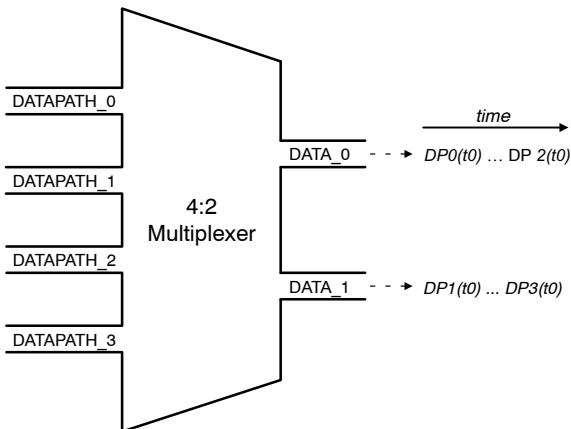 DATAPATH_0
DATAPATH_1
DATAPATH_2
DATAPATH_3
4:2
Multiplexer
DATA_0
DATA_1
time
DP0(t0) ... DP 2(t0)
DP1(t0) ... DP3(t0)